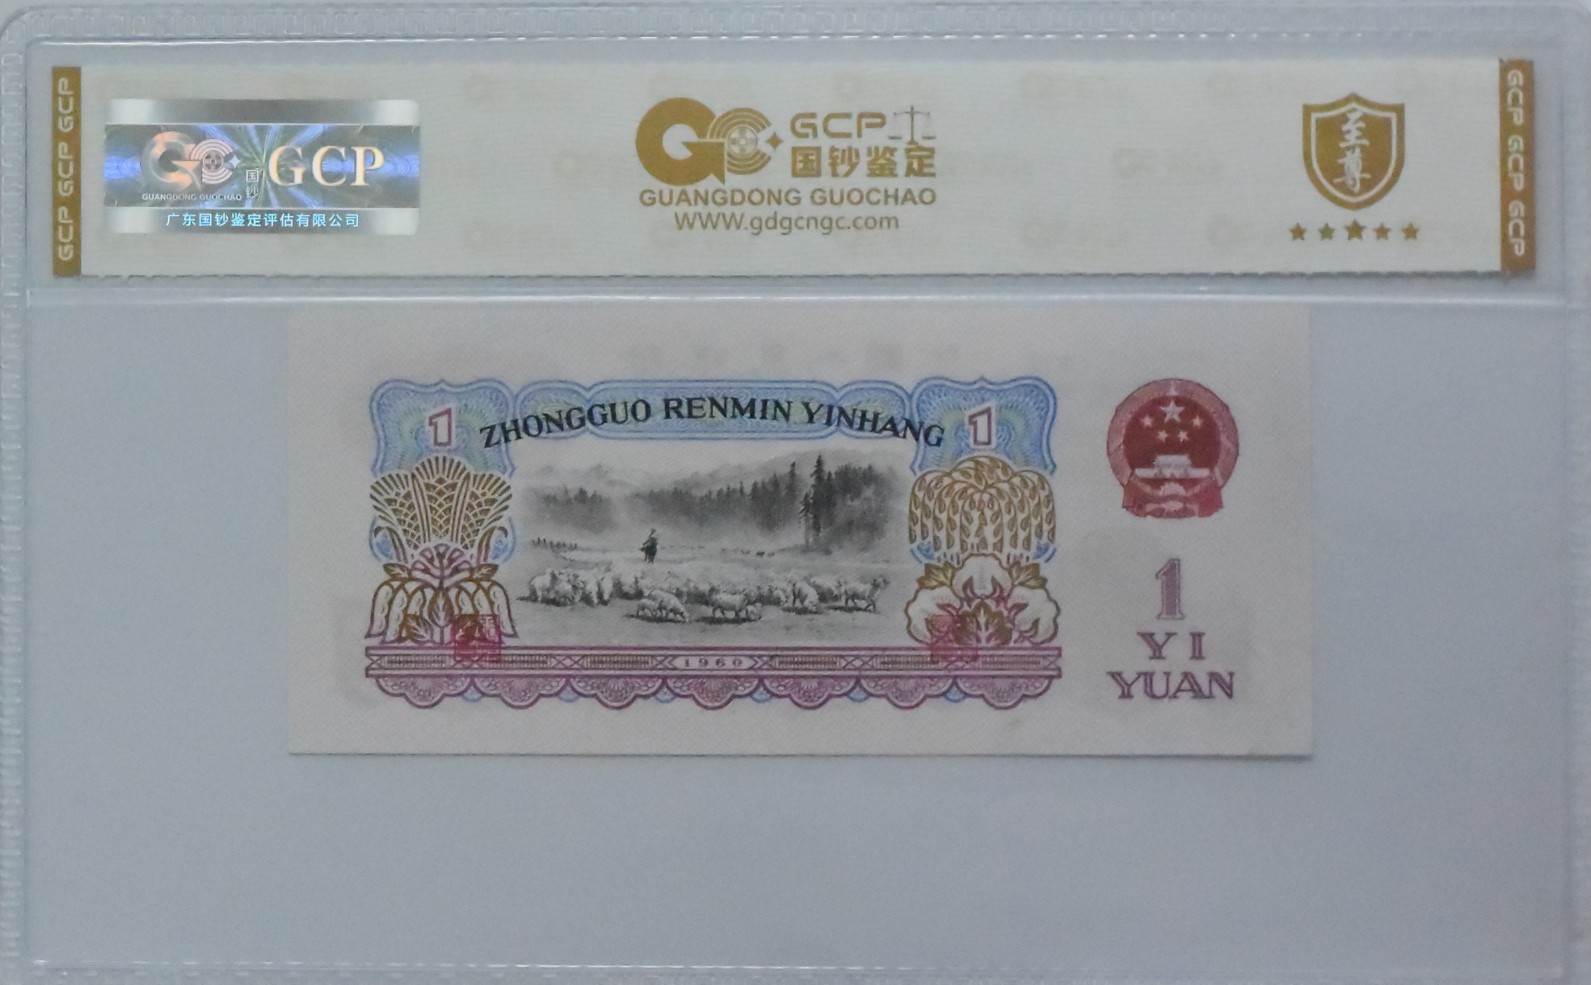 GCP GCP GCP
GCP
国钞
GUANGDONG GUOCHAO
广东国钞鉴定评估有限公司
GCP
国钞鉴定
GUANGDONG GUOCHAO
WWW.gdgcngc.com
至尊
GCP GCP GCP
1
ZHONGGUO RENMIN YINHANG
1
1960
1
YI
YUAN